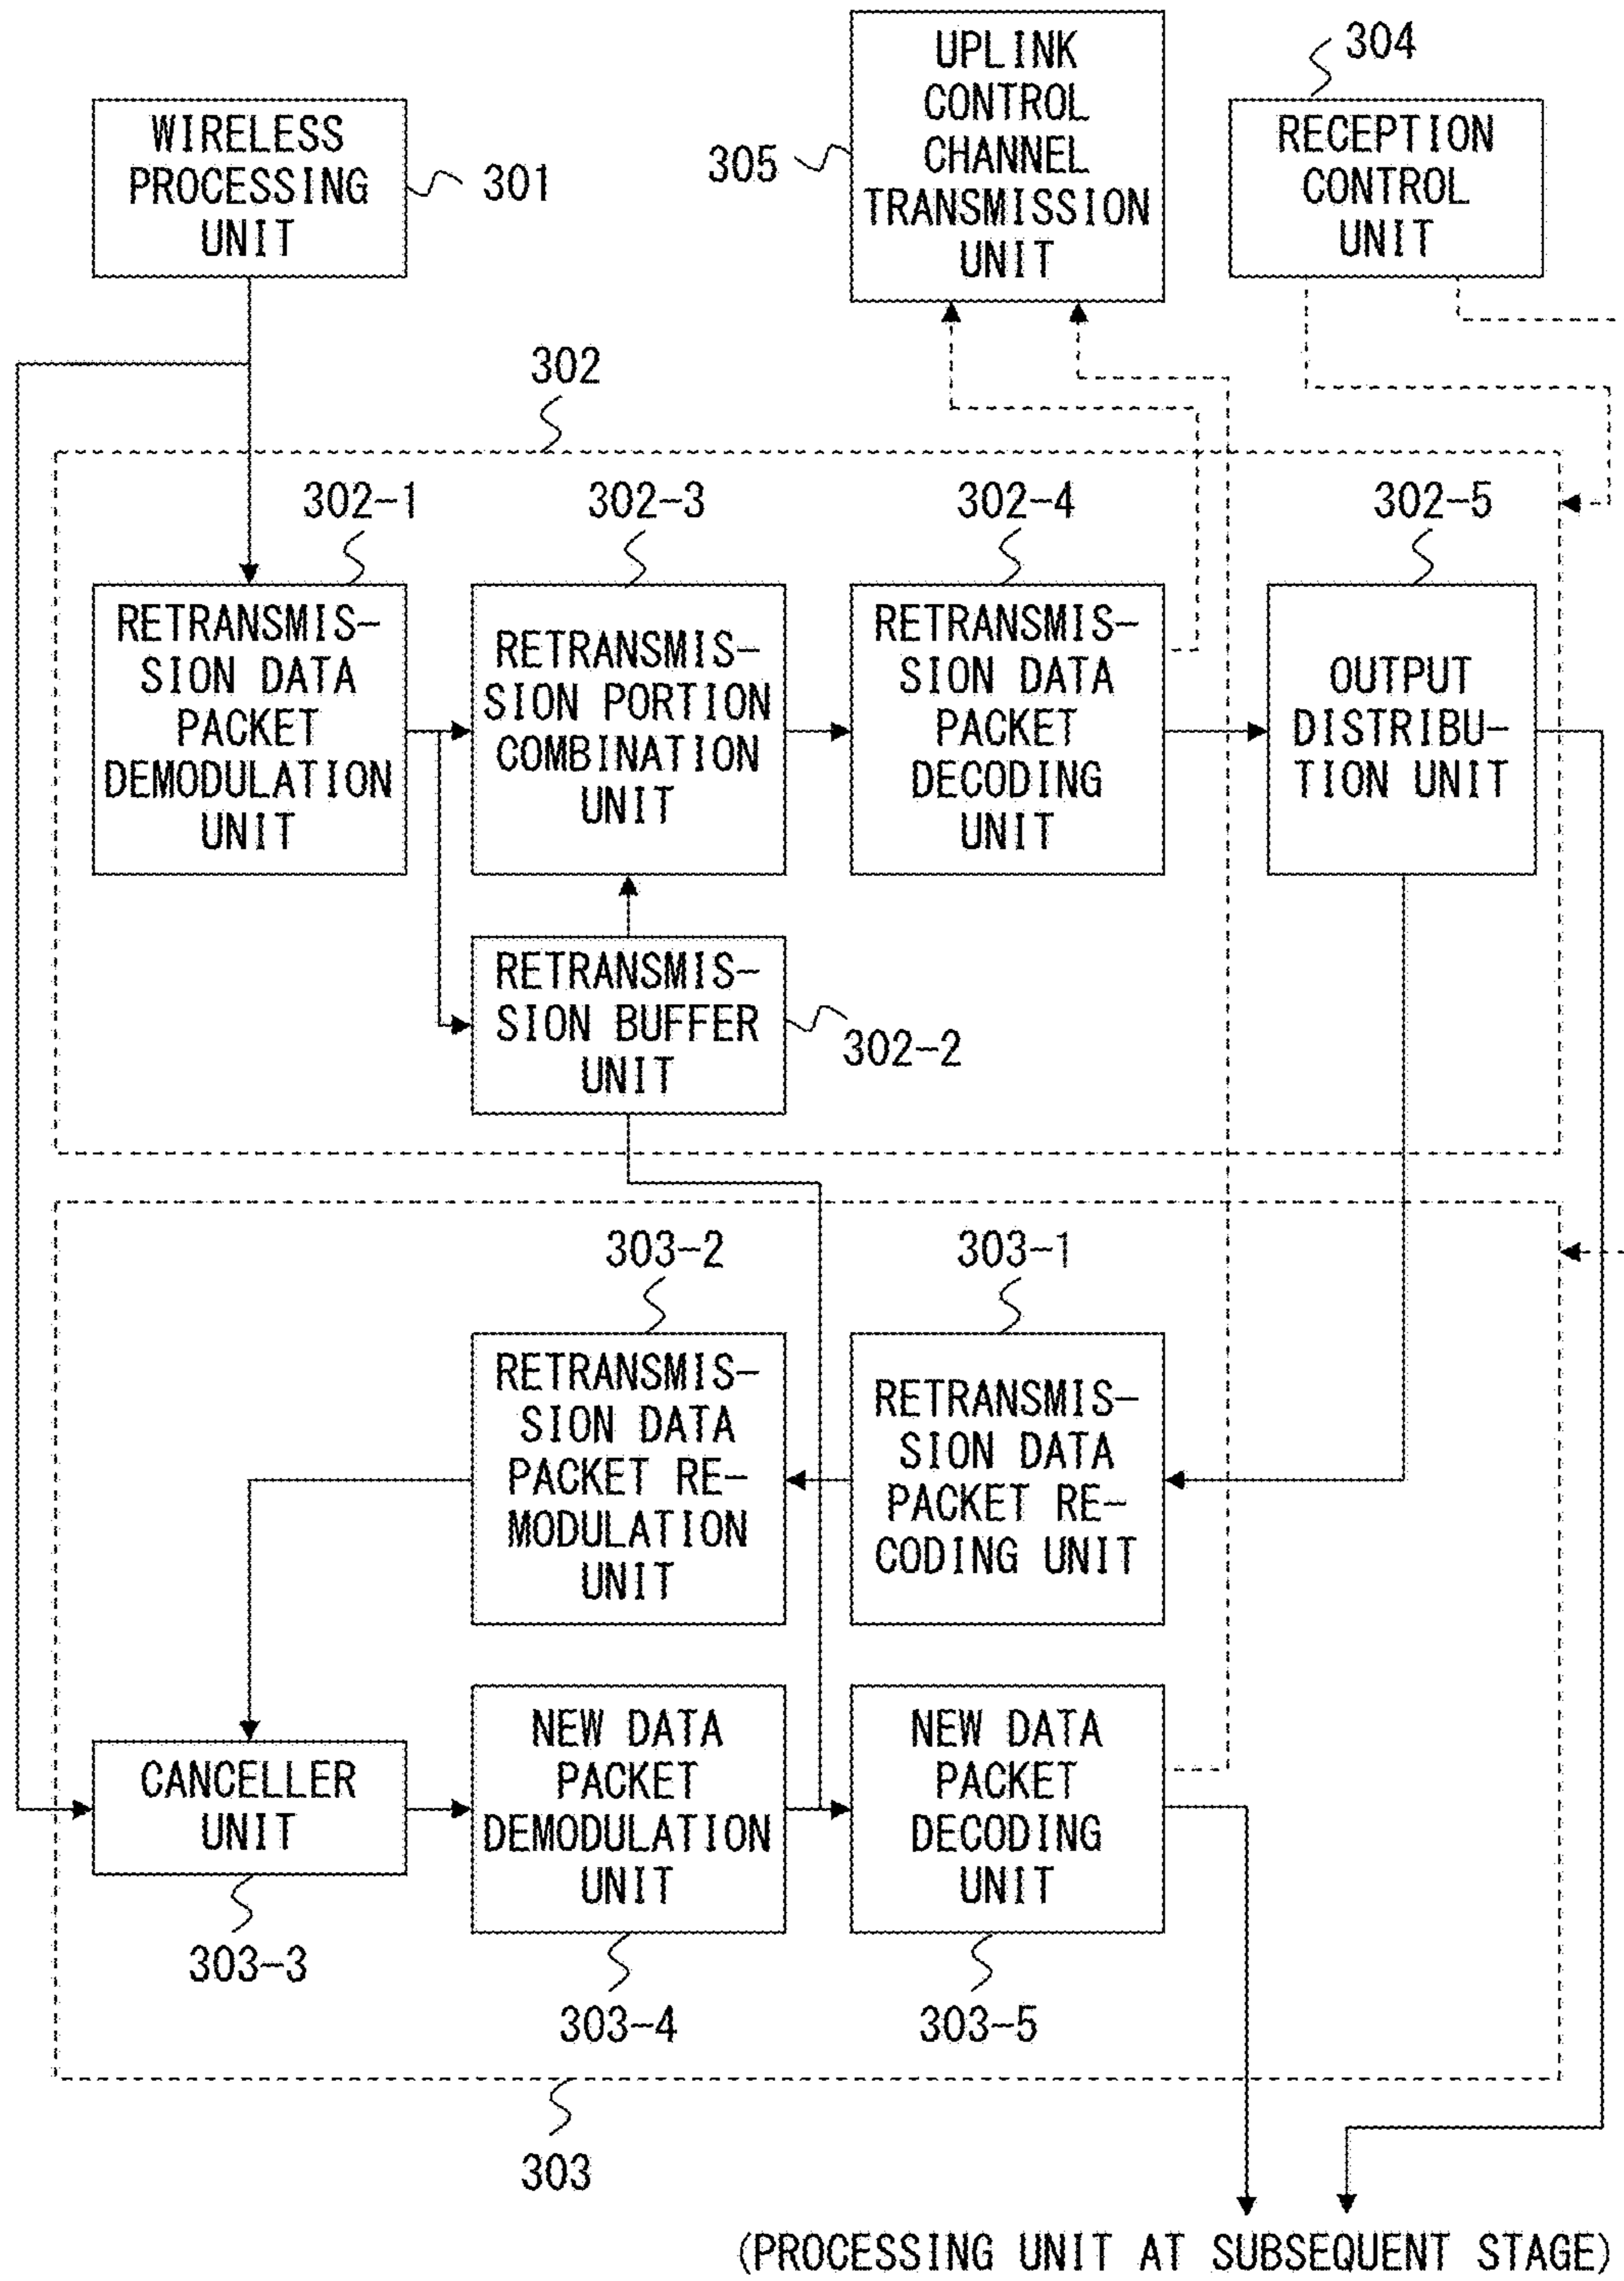 UPLINK
CONTROL
CHANNEL
TRANSMISSION
UNIT
305
304
RECEPTION
CONTROL
UNIT
WIRELESS
PROCESSING
UNIT
301
302
302-1
302-3
302-4
302-5
RETRANSMIS-
SION DATA
PACKET
DEMODULATION
UNIT
RETRANSMIS-
SION PORTION
COMBINATION
UNIT
RETRANSMIS-
SION DATA
PACKET
DECODING
UNIT
OUTPUT
DISTRIBU-
TION UNIT
RETRANSMIS-
SION BUFFER
UNIT
302-2
303-2
303-1
RETRANSMIS-
SION DATA
PACKET RE-
MODULATION
UNIT
RETRANSMIS-
SION DATA
PACKET RE-
CODING UNIT
CANCELLER
UNIT
NEW DATA
PACKET
DEMODULATION
UNIT
NEW DATA
PACKET
DECODING
UNIT
303-3
303-4
303-5
303
(PROCESSING UNIT AT SUBSEQUENT STAGE)